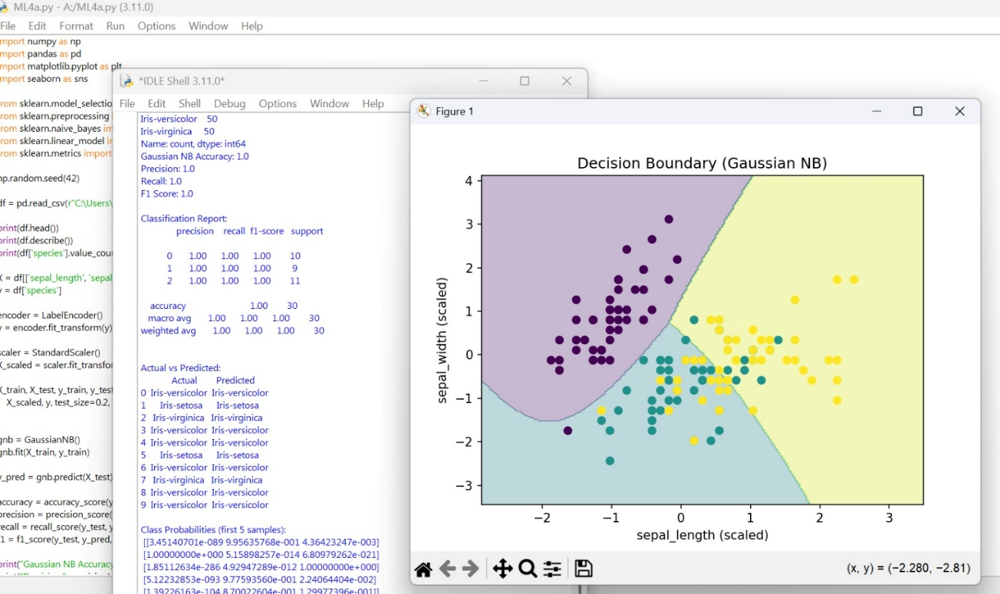 ML4a.py - A:/ML4a.py (3.11.0)
File Edit Format Run Options Window Help
mport numpy as np
mport pandas as pd
mport matplotlib.pyplot as plt
mport seaborn as sns
rom sklearn.model_selectio
rom sklearn.preprocessing
rom sklearn.naive_bayes im
rom sklearn.linear_model ir
rom sklearn.metrics import
np.random.seed(42)
df = pd.read_csv(r"C:\Users\
print(df.head())
print(df.describe())
print(df['species'].value_cou
X = df[['sepal_length', 'sepal
y = df['species']
encoder = LabelEncoder()
y = encoder.fit_transform(y)
scaler = StandardScaler()
X_scaled = scaler.fit_transfo
X_train, X_test, y_train, y_test
X_scaled, y, test_size=0.2,
gnb = GaussianNB()
gnb.fit(X_train, y_train)
y_pred = gnb.predict(X_test)
accuracy = accuracy_score(y
precision = precision_score(
recall = recall_score(y_test, y
f1 = f1_score(y_test, y_pred,
print("Gaussian NB Accuracy
*IDLE Shell 3.11.0*
File Edit Shell Debug Options Window Help
Iris-versicolor 50
Iris-virginica 50
Name: count, dtype: int64
Gaussian NB Accuracy: 1.0
Precision: 1.0
Recall: 1.0
F1 Score: 1.0
Classification Report:
precision recall f1-score support
0 1.00 1.00 1.00 10
1 1.00 1.00 1.00 9
2 1.00 1.00 1.00 11
accuracy 1.00 30
macro avg 1.00 1.00 1.00 30
weighted avg 1.00 1.00 1.00 30
Actual vs Predicted:
Actual Predicted
0 Iris-versicolor Iris-versicolor
1 Iris-setosa Iris-setosa
2 Iris-virginica Iris-virginica
3 Iris-versicolor Iris-versicolor
4 Iris-versicolor Iris-versicolor
5 Iris-setosa Iris-setosa
6 Iris-versicolor Iris-versicolor
7 Iris-virginica Iris-virginica
8 Iris-versicolor Iris-versicolor
9 Iris-versicolor Iris-versicolor
Class Probabilities (first 5 samples):
[[3.45140701e-089 9.95635768e-001 4.36423247e-003]
[1.00000000e+000 5.15898257e-014 6.80979262e-021]
[1.85112634e-286 4.92947289e-012 1.00000000e+000]
[5.12232853e-093 9.77593560e-001 2.24064404e-002]
[1.39226163e-104 8.70022604e-001 1.29977396e-001]]
Figure 1
Decision Boundary (Gaussian NB)
4
3
2
1
0
−1
−2
−3
sepal_width (scaled)
−2 −1 0 1 2 3
sepal_length (scaled)
(x, y) = (−2.280, −2.81)